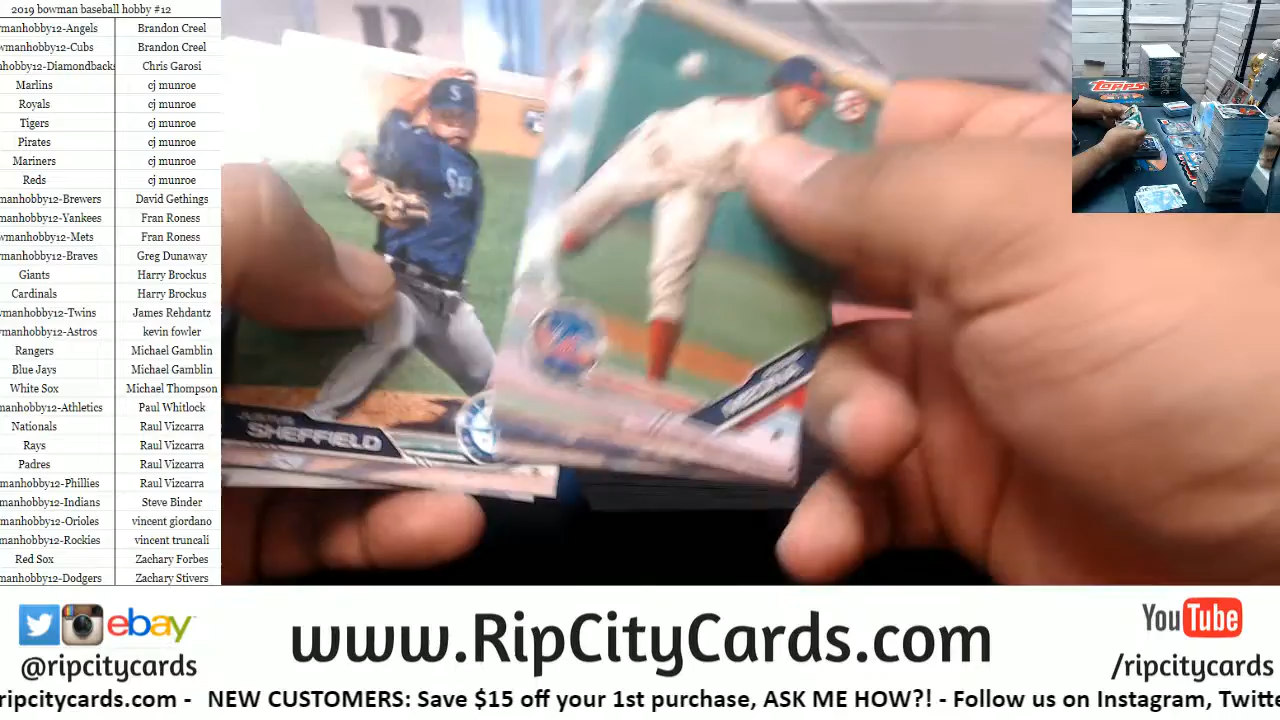 2019 bowman baseball hobby #12
wmanhobby12-Angels Brandon Creel
wmanhobby12-Cubs Brandon Creel
nhobby12-Diamondbacks Chris Garosi
Marlins cj munroe
Royals cj munroe
Tigers cj munroe
Pirates cj munroe
Mariners cj munroe
Reds cj munroe
manhobby12-Brewers David Gethings
manhobby12-Yankees Fran Roness
wmanhobby12-Mets Fran Roness
manhobby12-Braves Greg Dunaway
Giants Harry Brockus
Cardinals Harry Brockus
manhobby12-Twins James Rehdantz
manhobby12-Astros kevin fowler
Rangers Michael Gamblin
Blue Jays Michael Gamblin
White Sox Michael Thompson
manhobby12-Athletics Paul Whitlock
Nationals Raul Vizcarra
Rays Raul Vizcarra
Padres Raul Vizcarra
manhobby12-Phillies Raul Vizcarra
manhobby12-Indians Steve Binder
manhobby12-Orioles vincent giordano
manhobby12-Rockies vincent truncali
Red Sox Zachary Forbes
manhobby12-Dodgers Zachary Stivers
S
SHEFFIELD
TOPPS
ebay
@ripcitycards
www.RipCityCards.com
YouTube
/ripcitycards
ripcitycards.com - NEW CUSTOMERS: Save $15 off your 1st purchase, ASK ME HOW?! - Follow us on Instagram, Twitte